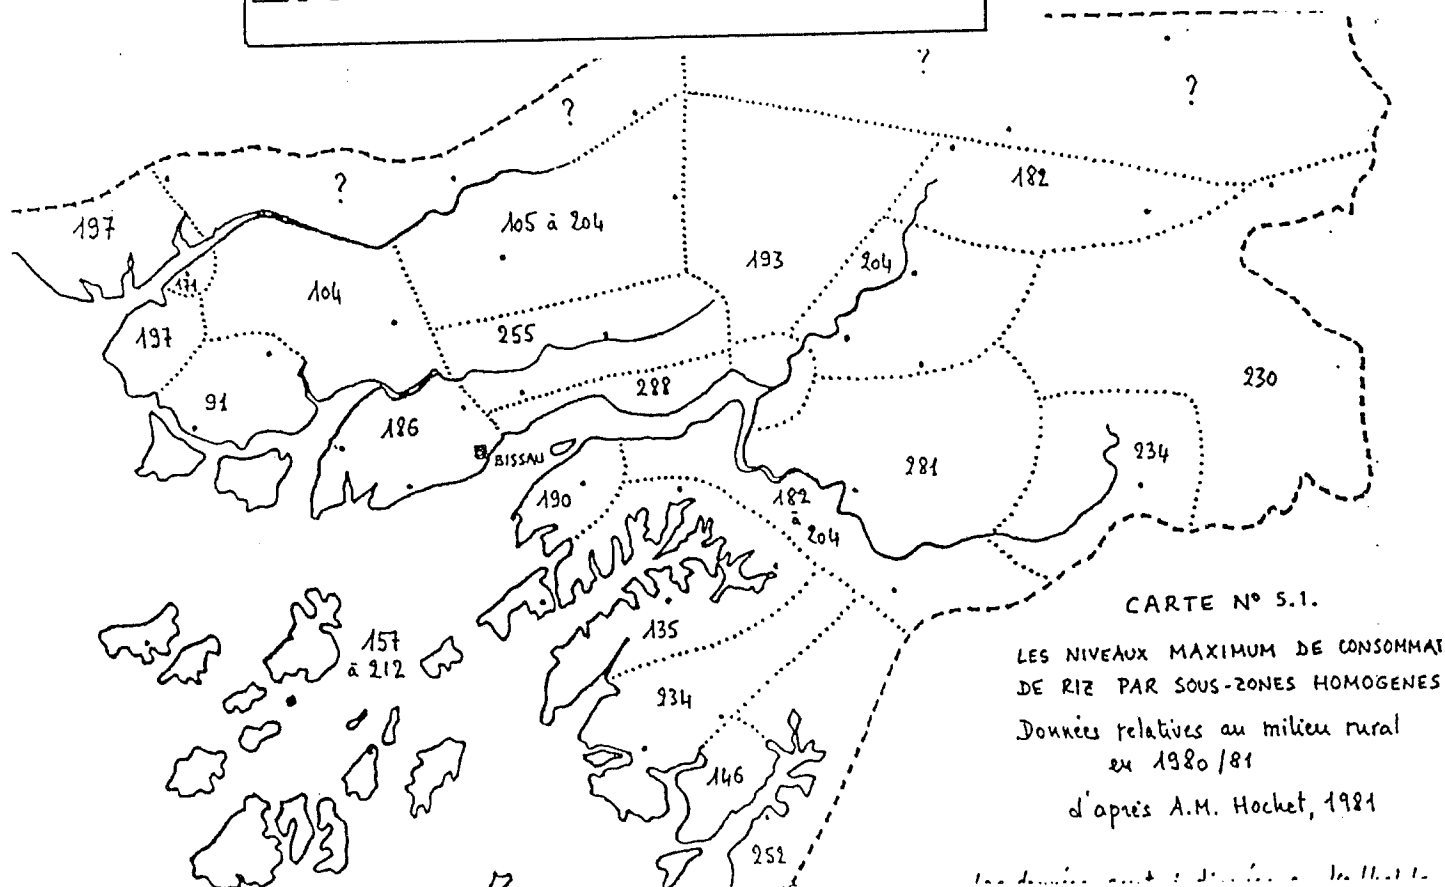 ?
?
?
?
182
197
105 à 204
193
204
171
104
197
255
230
288
91
186
BISSAU
281
234
190
182
à
204
135
157
à 212
234
146
252
CARTE N° 5.1.
LES NIVEAUX MAXIMUM DE CONSOMMAT
DE RIZ PAR SOUS-ZONES HOMOGENES
Données relatives au milieu rural
en 1980/81
d'après A.M. Hochet, 1981